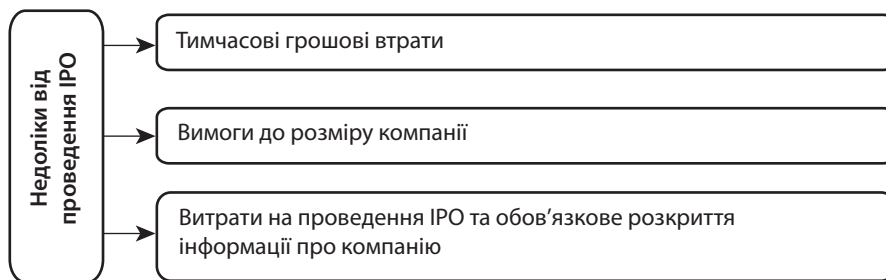 Недоліки від
проведення IPO
Тимчасові грошові втрати
Вимоги до розміру компанії
Витрати на проведення IPO та обов’язкове розкриття
інформації про компанію